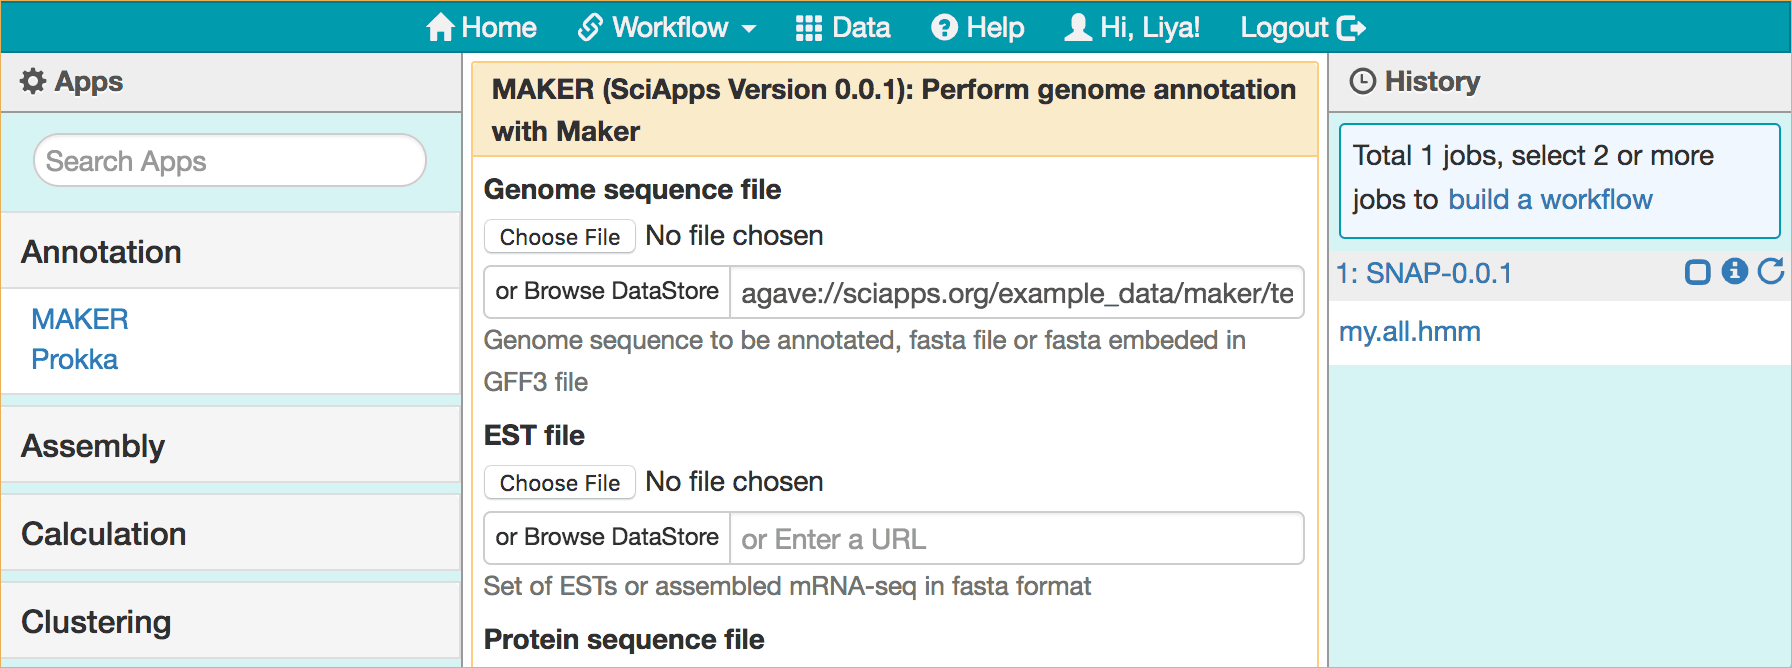 Home Workflow Data Help Hi, Liya! Logout
Apps
Search Apps
Annotation
MAKER
Prokka
Assembly
Calculation
Clustering
MAKER (SciApps Version 0.0.1): Perform genome annotation
with Maker
Genome sequence file
Choose File No file chosen
or Browse DataStore agave://sciapps.org/example_data/maker/te
Genome sequence to be annotated, fasta file or fasta embeded in
GFF3 file
EST file
Choose File No file chosen
or Browse DataStore or Enter a URL
Set of ESTs or assembled mRNA-seq in fasta format
Protein sequence file
History
Total 1 jobs, select 2 or more
jobs to build a workflow
1: SNAP-0.0.1
my.all.hmm